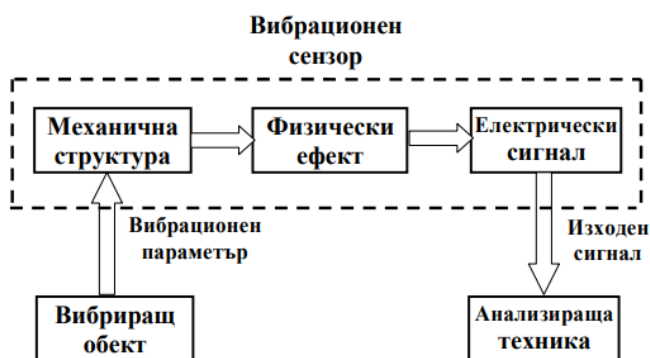 Вибрационен
сензор
Механична
структура
Физически
ефект
Електрически
сигнал
Вибрационен
параметър
Изходен
сигнал
Вибриращ
обект
Анализираща
техника